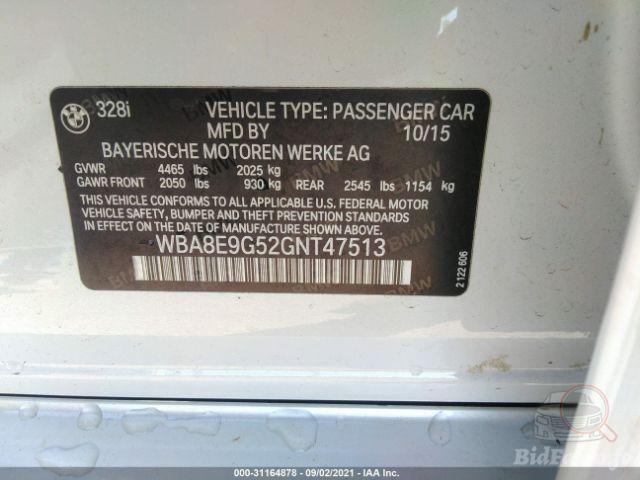 328i VEHICLE TYPE: PASSENGER CAR
MFD BY 10/15
BAYERISCHE MOTOREN WERKE AG
GVWR 4465 lbs 2025 kg
GAWR FRONT 2050 lbs 930 kg REAR 2545 lbs 1154 kg
THIS VEHICLE CONFORMS TO ALL APPLICABLE U.S. FEDERAL MOTOR
VEHICLE SAFETY, BUMPER, AND THEFT PREVENTION STANDARDS
IN EFFECT ON THE DATE OF MANUFACTURE SHOWN ABOVE.
WBA8E9G52GNT47513
2 122 606
000-31164878 - 09/02/2021 - IAA Inc.